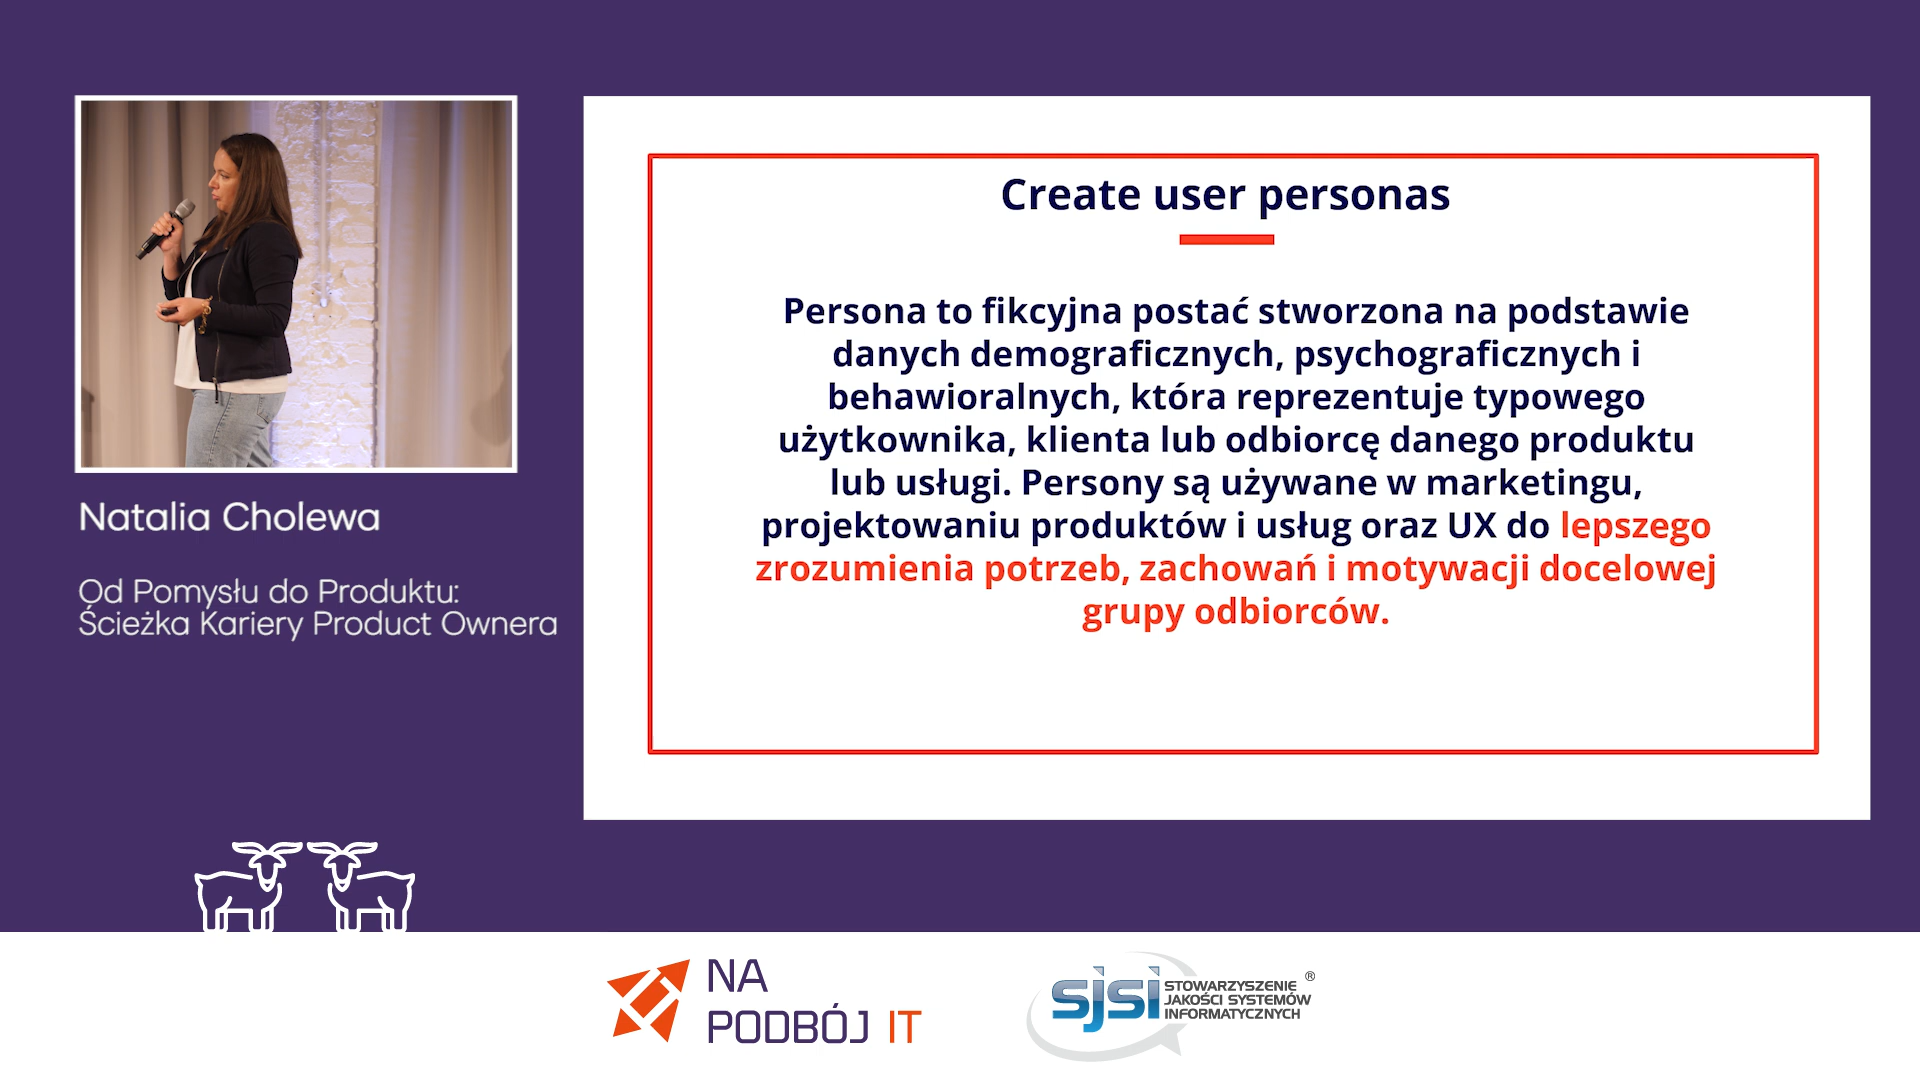 Natalia Cholewa
Od Pomysłu do Produktu:
Ścieżka Kariery Product Ownera
Create user personas
Persona to fikcyjna postać stworzona na podstawie
danych demograficznych, psychograficznych i
behawioralnych, która reprezentuje typowego
użytkownika, klienta lub odbiorcę danego produktu
lub usługi. Persony są używane w marketingu,
projektowaniu produktów i usług oraz UX do lepszego
zrozumienia potrzeb, zachowań i motywacji docelowej
grupy odbiorców.
NA
PODBÓJ IT
sjsi
STOWARZYSZENIE ®
JAKOŚCI SYSTEMÓW
INFORMATYCZNYCH